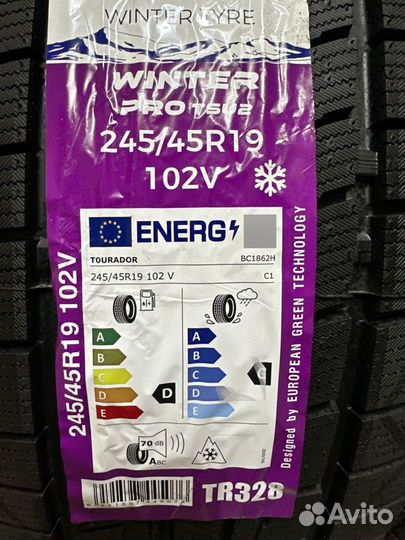 WINTER TYRE
WINTER
PRO TSU2
245/45R19
102V
ENERG
TOURADOR
BC1862H
245/45R19 102 V
C1
A
B
C
D
E
D
A
B
C
D
E
70 dB
ABC
245/45R19 102V
Designed by EUROPEAN GREEN TECHNOLOGY
TR328
Avito